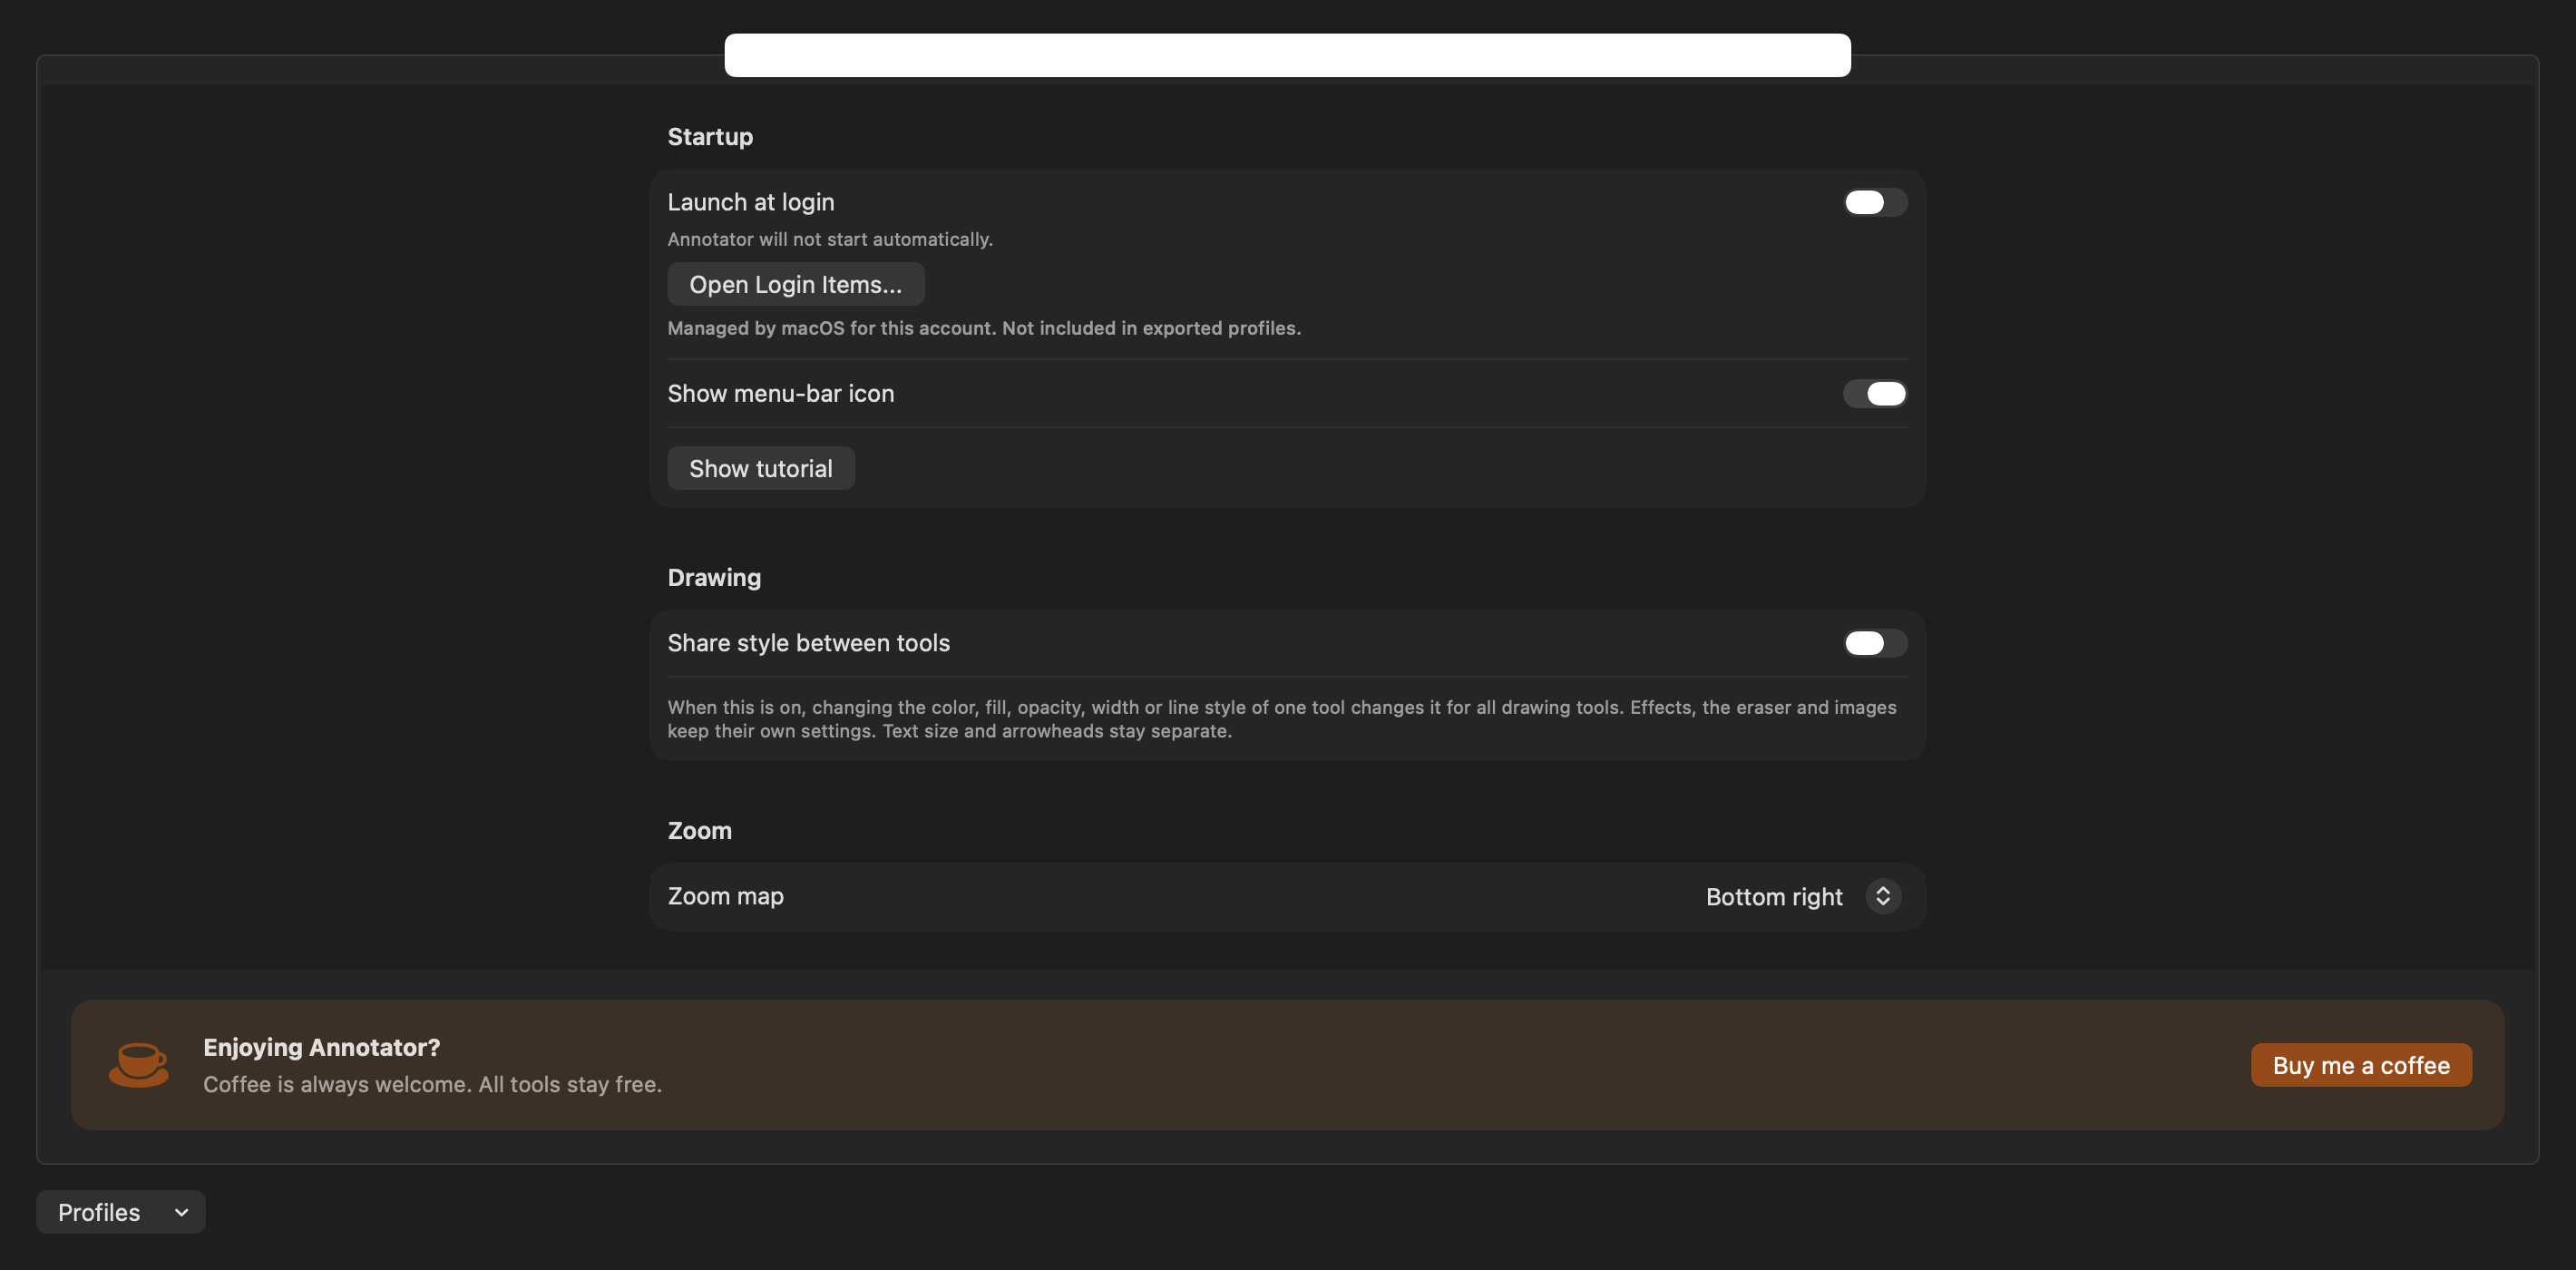 Startup
Launch at login
Annotator will not start automatically.
Open Login Items...
Managed by macOS for this account. Not included in exported profiles.
Show menu-bar icon
Show tutorial
Drawing
Share style between tools
When this is on, changing the color, fill, opacity, width or line style of one tool changes it for all drawing tools. Effects, the eraser and images
keep their own settings. Text size and arrowheads stay separate.
Zoom
Zoom map
Bottom right
Enjoying Annotator?
Coffee is always welcome. All tools stay free.
Buy me a coffee
Profiles